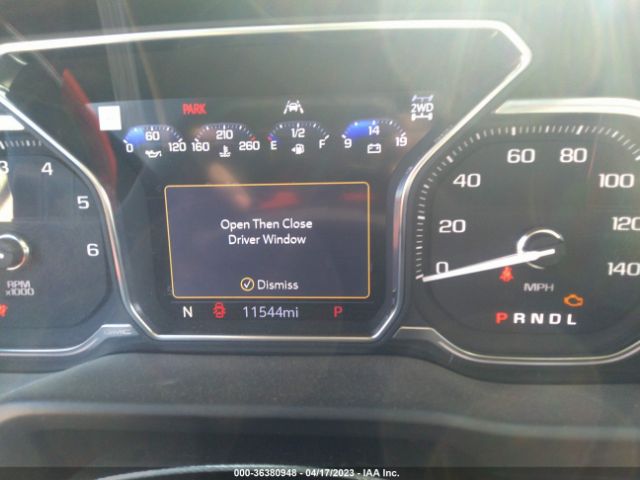 PARK
2WD
60
0 120
210
160 260
1/2
E F
14
9 19
Open Then Close
Driver Window
Dismiss
N 11544mi P
3 4 5 6
RPM
x1000
0 20 40 60 80 100 120 140
MPH
P R N D L
GMC
000-36380948 - 04/17/2023 - IAA Inc.